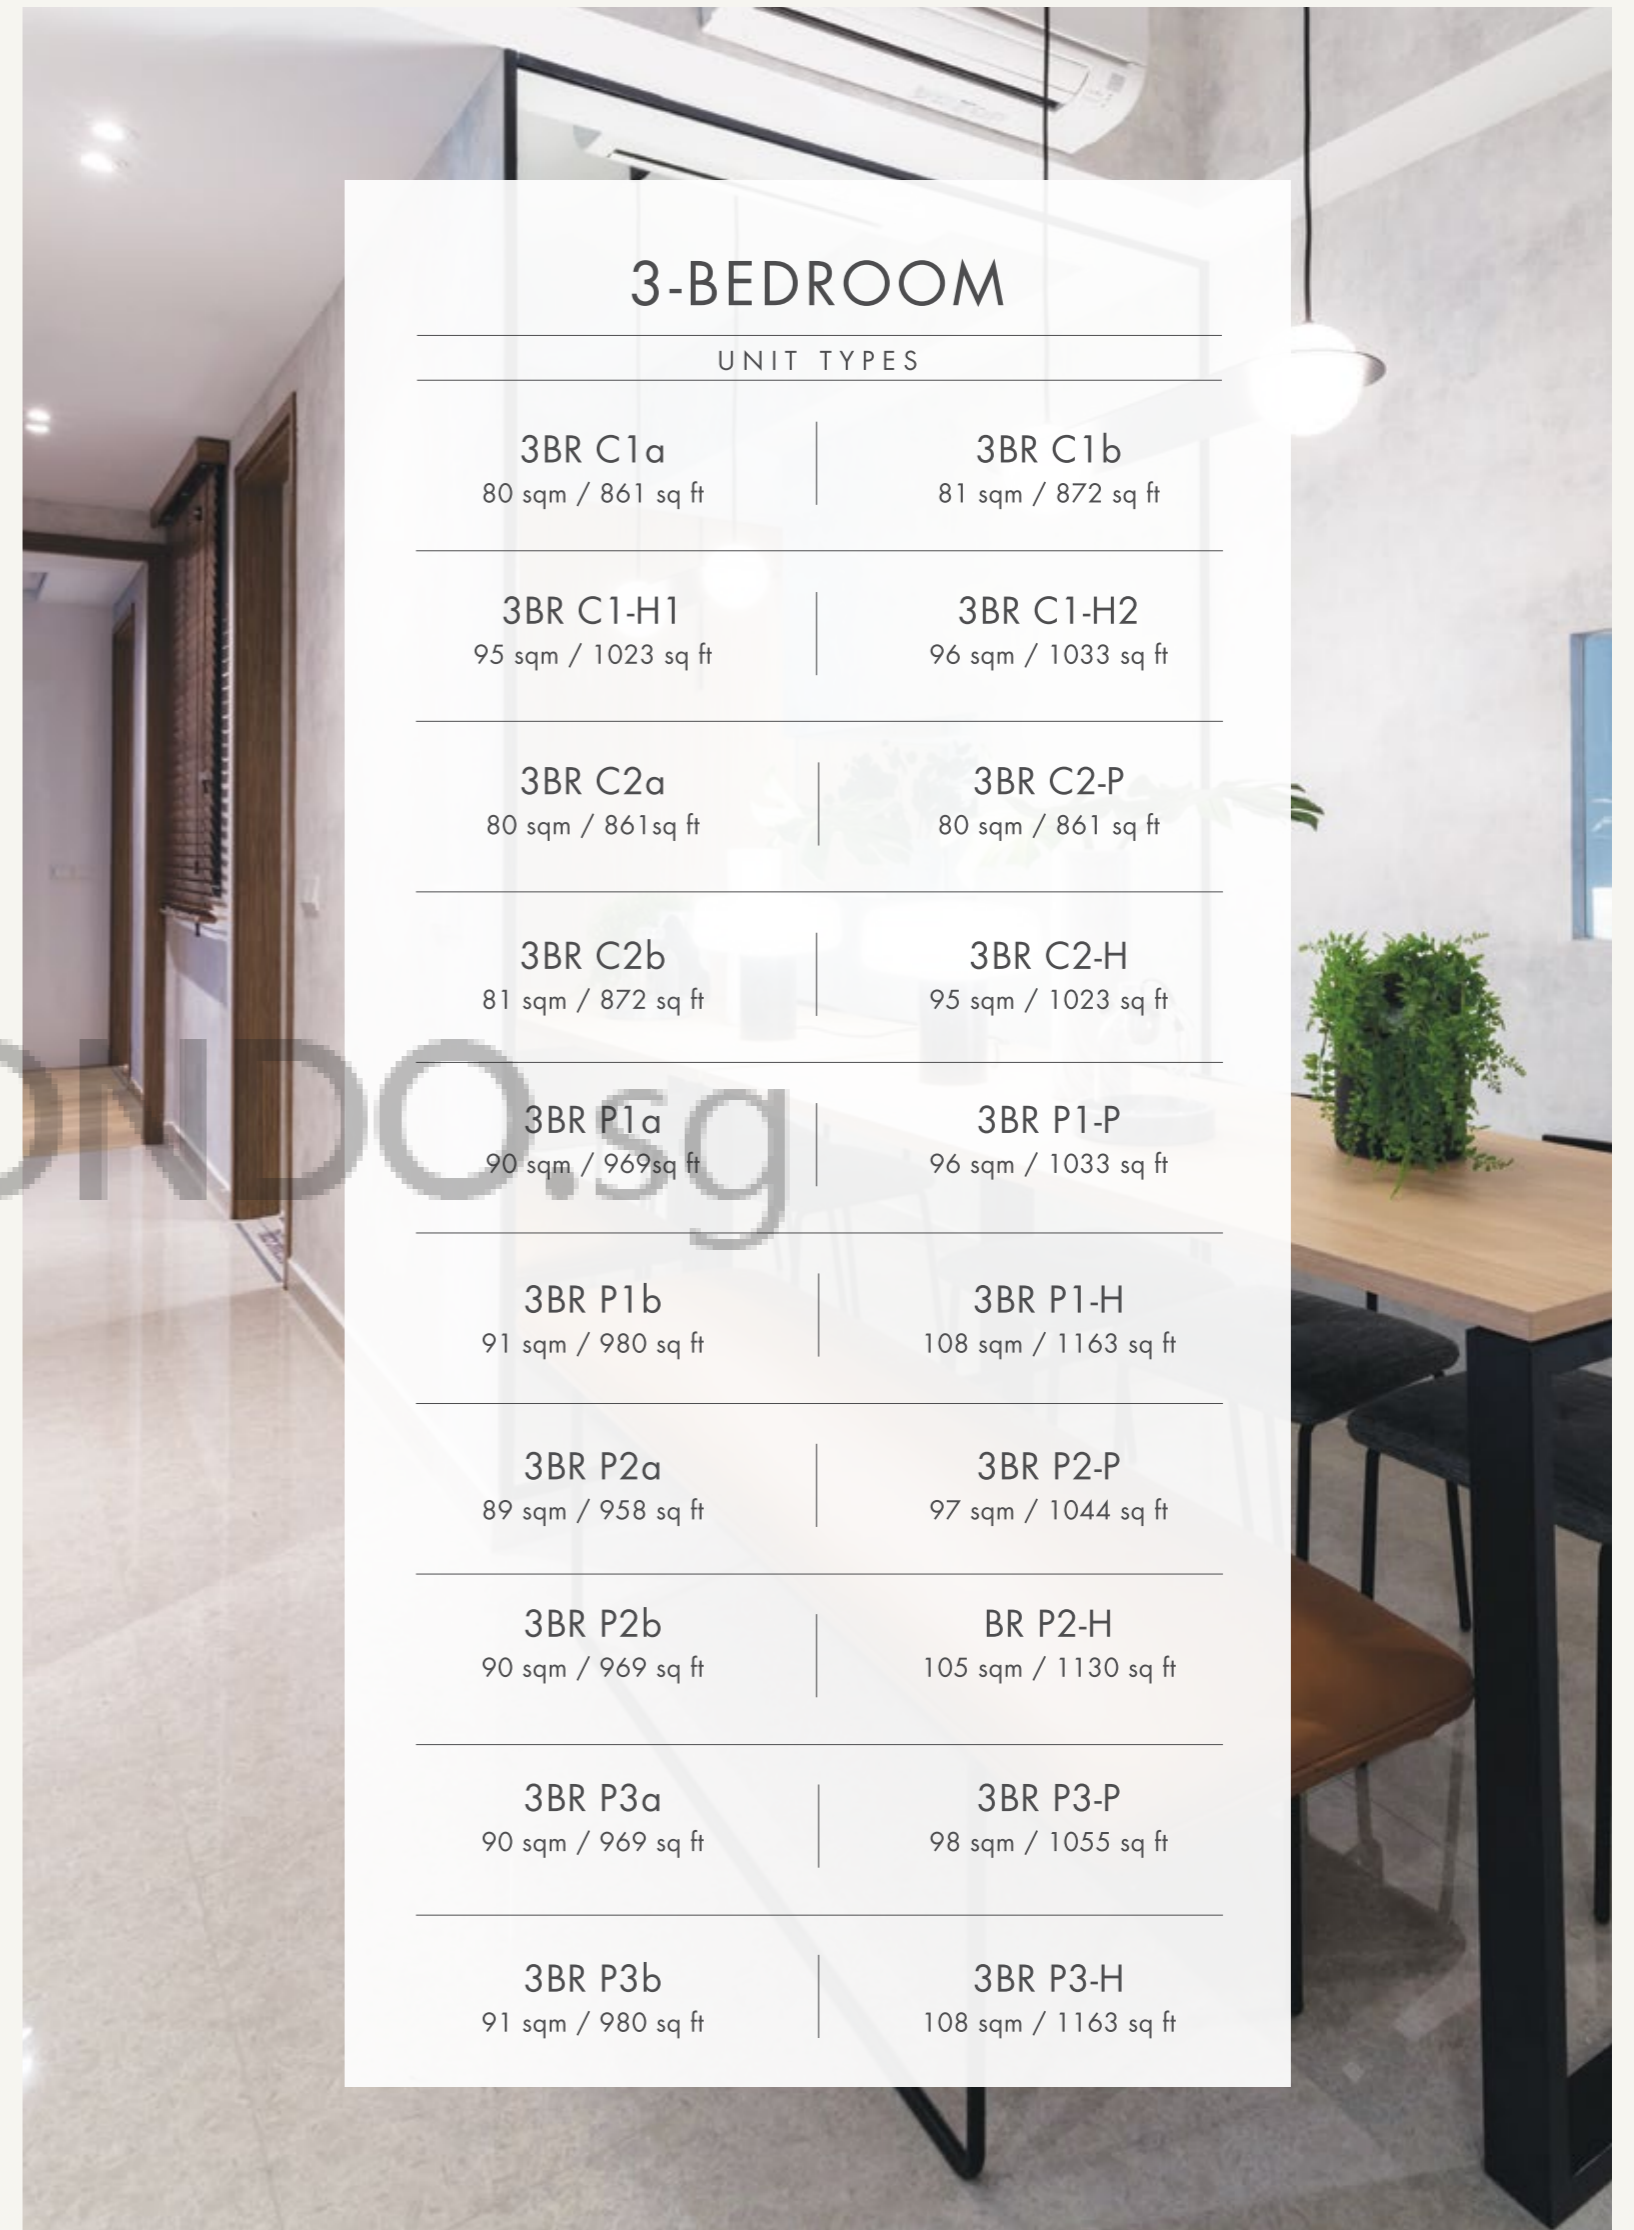 3-BEDROOM
UNIT TYPES
3BR C1a
80 sqm / 861 sq ft
3BR C1b
81 sqm / 872 sq ft
3BR C1-H1
95 sqm / 1023 sq ft
3BR C1-H2
96 sqm / 1033 sq ft
3BR C2a
80 sqm / 861sq ft
3BR C2-P
80 sqm / 861 sq ft
3BR C2b
81 sqm / 872 sq ft
3BR C2-H
95 sqm / 1023 sq ft
ONDO.sg
3BR P1a
90 sqm / 969sq ft
3BR P1-P
96 sqm / 1033 sq ft
3BR P1b
91 sqm / 980 sq ft
3BR P1-H
108 sqm / 1163 sq ft
3BR P2a
89 sqm / 958 sq ft
3BR P2-P
97 sqm / 1044 sq ft
3BR P2b
90 sqm / 969 sq ft
BR P2-H
105 sqm / 1130 sq ft
3BR P3a
90 sqm / 969 sq ft
3BR P3-P
98 sqm / 1055 sq ft
3BR P3b
91 sqm / 980 sq ft
3BR P3-H
108 sqm / 1163 sq ft